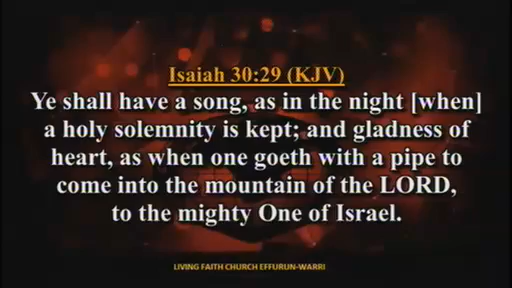 Isaiah 30:29 (KJV)
Ye shall have a song, as in the night [when]
a holy solemnity is kept; and gladness of
heart, as when one goeth with a pipe to
come into the mountain of the LORD,
to the mighty One of Israel.
LIVING FAITH CHURCH EFFURUN-WARRI